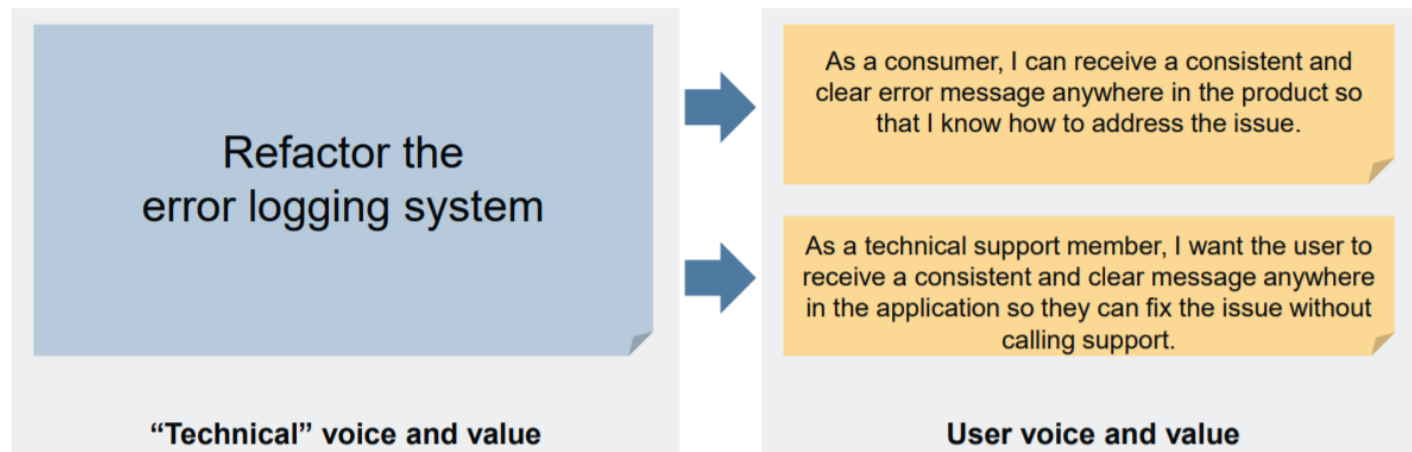 Refactor the
error logging system
“Technical” voice and value
As a consumer, I can receive a consistent and
clear error message anywhere in the product so
that I know how to address the issue.
As a technical support member, I want the user to
receive a consistent and clear message anywhere
in the application so they can fix the issue without
calling support.
User voice and value